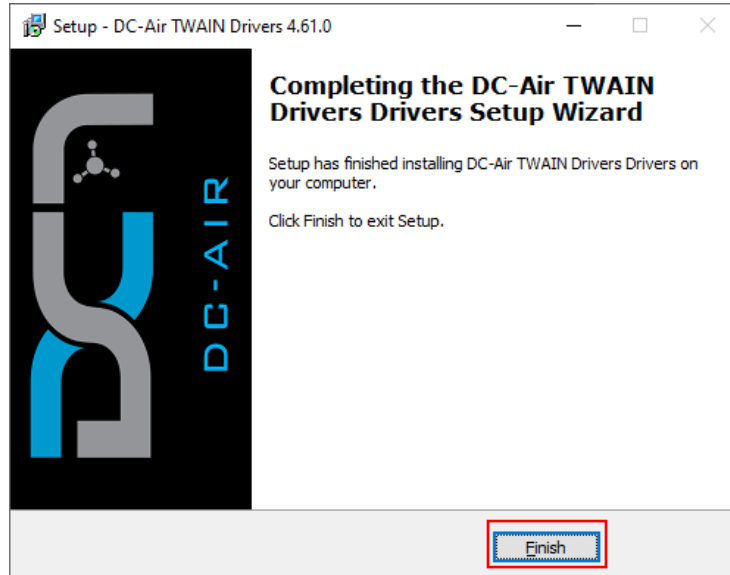 Setup - DC-Air TWAIN Drivers 4.61.0
DC-AIR
Completing the DC-Air TWAIN
Drivers Drivers Setup Wizard
Setup has finished installing DC-Air TWAIN Drivers Drivers on
your computer.
Click Finish to exit Setup.
Finish